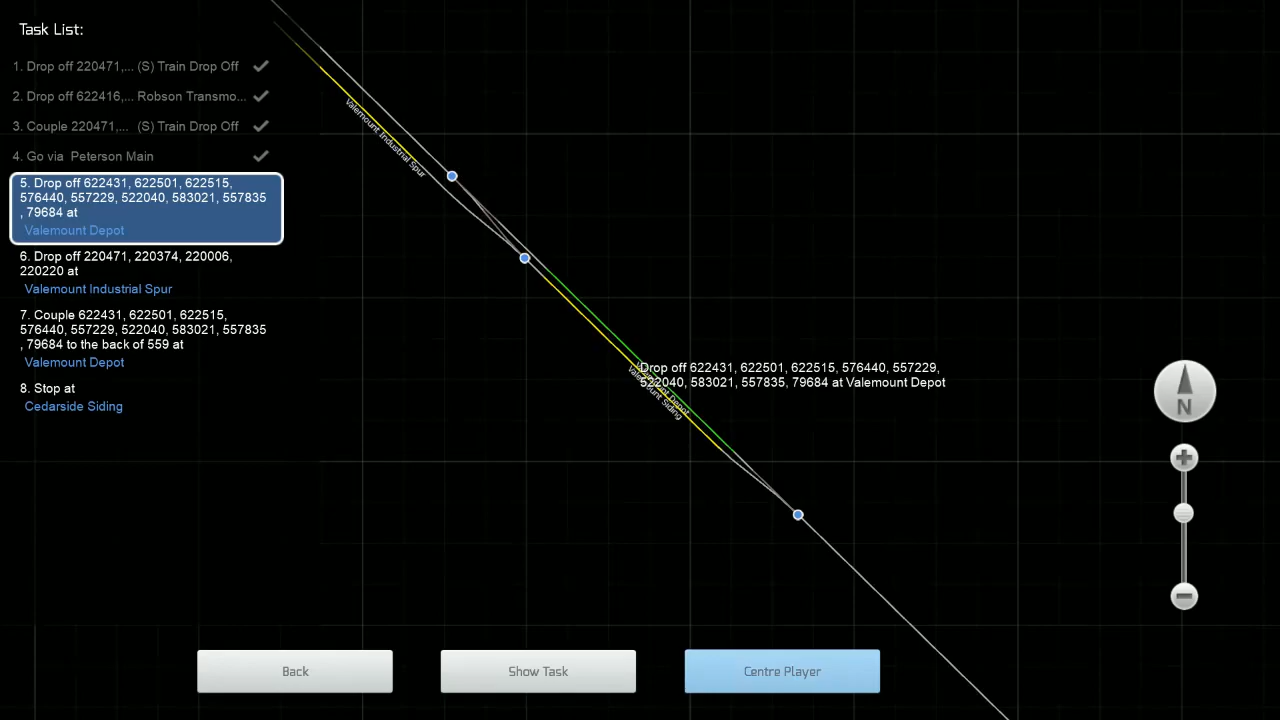 Task List:
1. Drop off 220471,... (S) Train Drop Off
2. Drop off 622416,... Robson Transmo...
3. Couple 220471,... (S) Train Drop Off
4. Go via Peterson Main
5. Drop off 622431, 622501, 622515,
576440, 557229, 522040, 583021, 557835
, 79684 at
Valemount Depot
6. Drop off 220471, 220374, 220006,
220220 at
Valemount Industrial Spur
7. Couple 622431, 622501, 622515,
576440, 557229, 522040, 583021, 557835
, 79684 to the back of 559 at
Valemount Depot
8. Stop at
Cedarside Siding
Valemount Industrial Spur
Drop off 622431, 622501, 622515, 576440, 557229,
522040, 583021, 557835, 79684 at Valemount Depot
Valemount Depot
Valemount Siding
N
Back
Show Task
Centre Player